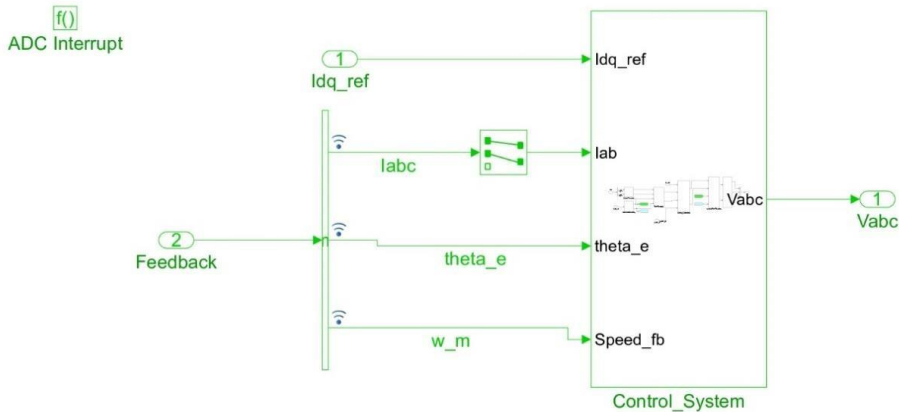 f()
ADC Interrupt
1
Idq_ref
Idq_ref
Iabc
Iab
Vabc
1
Vabc
2
Feedback
theta_e
theta_e
w_m
Speed_fb
Control_System